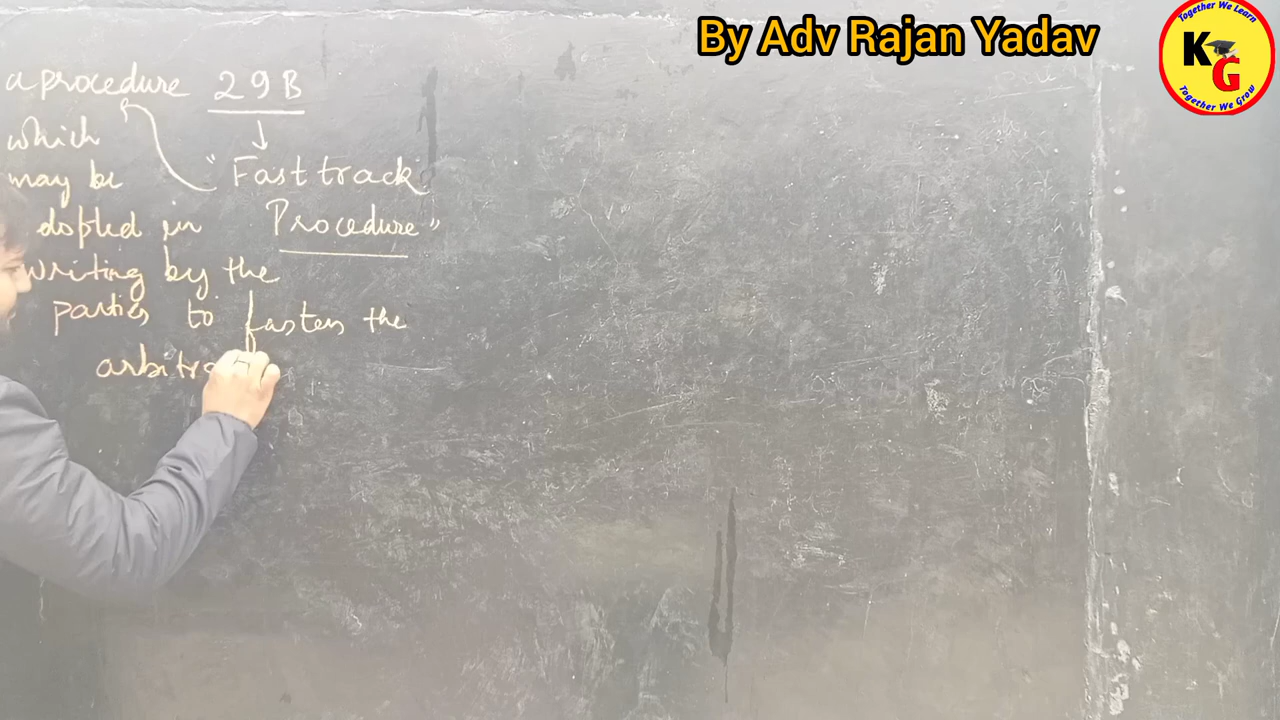 By Adv Rajan Yadav
Together We Learn
KG
Together We Grow
a procedure 29B
which
may be "Fast track
dopted in Procedure"
writing by the
parties to fasten the
arbitra